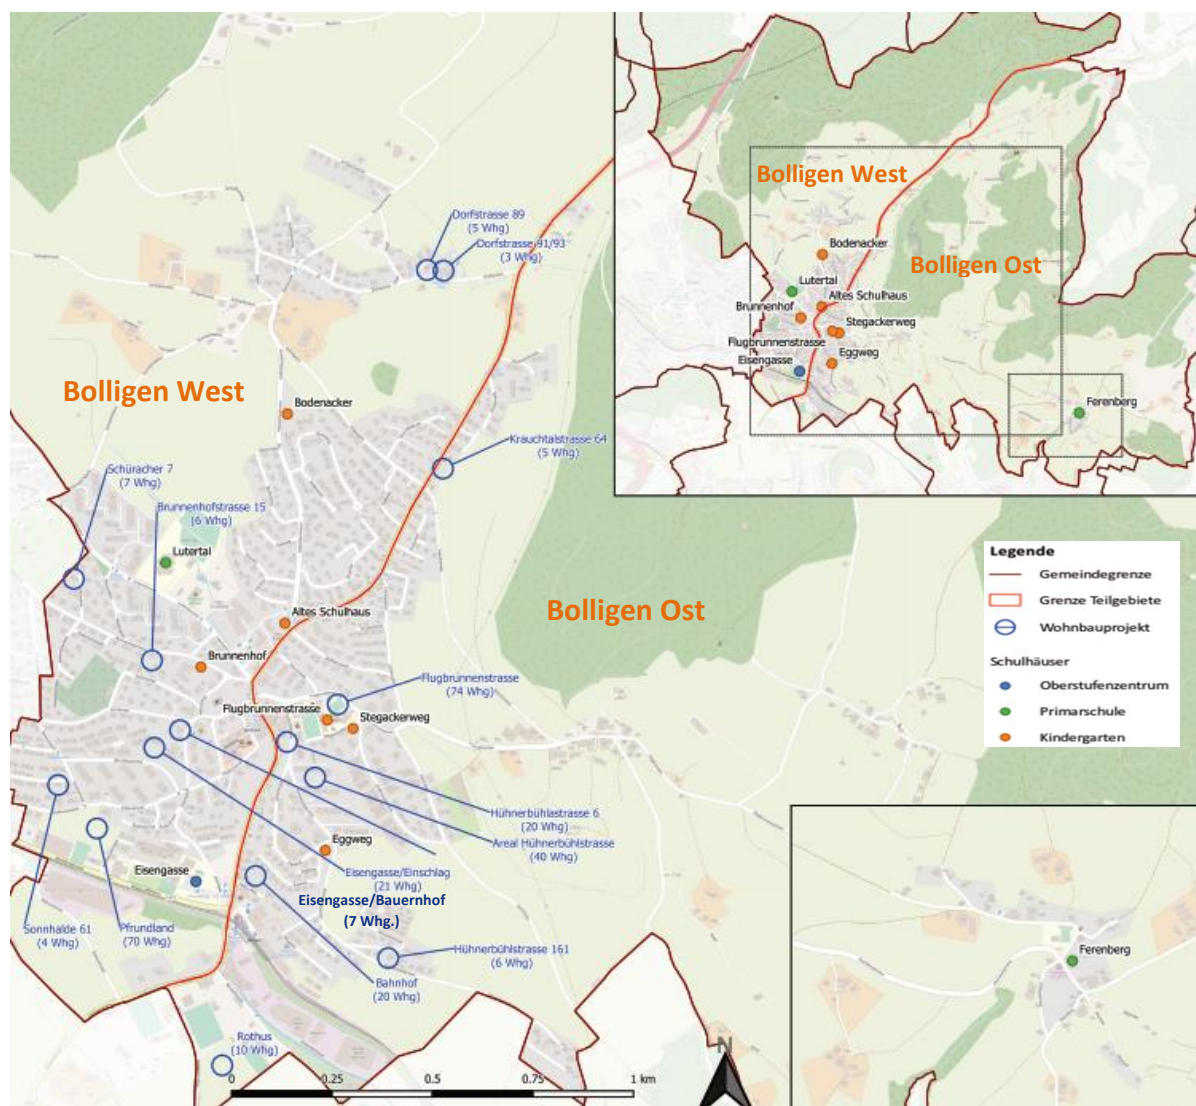 Bolligen West
Bodenacker
Bolligen Ost
Lutertal
Altes Schulhaus
Brunnenhof
Stegackerweg
Flugbrunnenstrasse
Eggweg
Eisengasse
Ferenberg
Dorfstrasse 89
(5 Whg)
Dorfstrasse 91/93
(3 Whg)
Bolligen West
Bodenacker
Krauchtalstrasse 64
(5 Whg)
Schüracher 7
(7 Whg)
Brunnenhofstrasse 15
(6 Whg)
Lutertal
Altes Schulhaus
Bolligen Ost
Brunnenhof
Flugbrunnenstrasse
(74 Whg)
Flugbrunnenstrasse
Stegackerweg
Hühnerbühlastrasse 6
(20 Whg)
Areal Hühnerbühlstrasse
(40 Whg)
Eggweg
Eisengasse
Eisengasse/Einschlag
(21 Whg)
Eisengasse/Bauernhof
(7 Whg.)
Sonnhalde 61
(4 Whg)
Pfrundland
(70 Whg)
Hühnerbühlstrasse 161
(6 Whg)
Bahnhof
(20 Whg)
Rothus
(10 Whg)
0 0.25 0.5 0.75 1 km
N
Legende
Gemeindegrenze
Grenze Teilgebiete
Wohnbauprojekt
Schulhäuser
Oberstufenzentrum
Primarschule
Kindergarten
Ferenberg